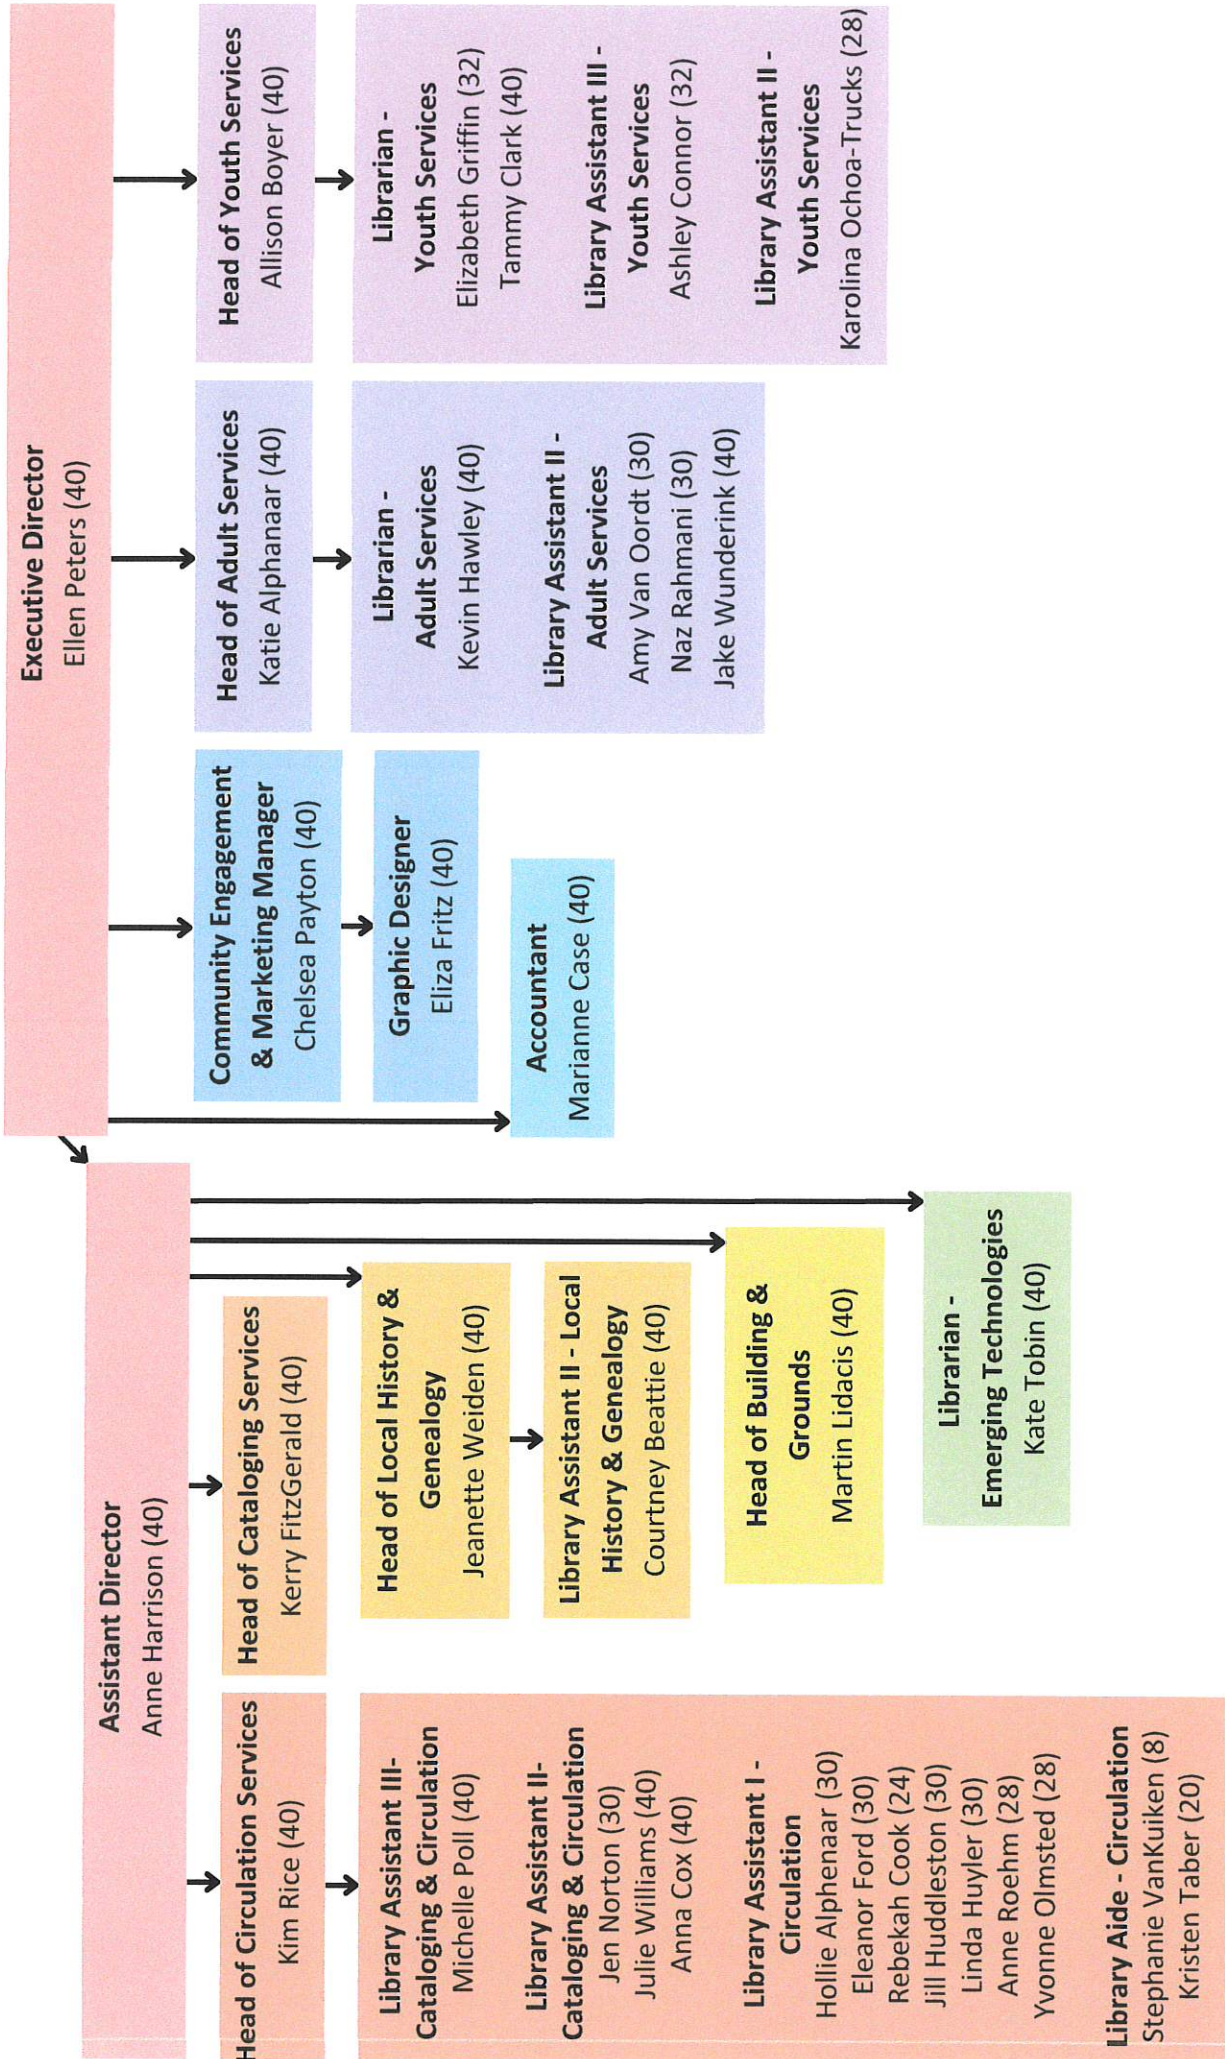 Executive Director
Ellen Peters (40)
Assistant Director
Anne Harrison (40)
Head of Circulation Services
Kim Rice (40)
Library Assistant III-
Cataloging & Circulation
Michelle Poll (40)
Library Assistant II-
Cataloging & Circulation
Jen Norton (30)
Julie Williams (40)
Anna Cox (40)
Library Assistant I -
Circulation
Hollie Alphenaar (30)
Eleanor Ford (30)
Rebekah Cook (24)
Jill Huddleston (30)
Linda Huyler (30)
Anne Roehm (28)
Yvonne Olmsted (28)
Library Aide - Circulation
Stephanie VanKuiken (8)
Kristen Taber (20)
Head of Cataloging Services
Kerry FitzGerald (40)
Head of Local History &
Genealogy
Jeanette Weiden (40)
Library Assistant II - Local
History & Genealogy
Courtney Beattie (40)
Head of Building &
Grounds
Martin Lidacis (40)
Librarian -
Emerging Technologies
Kate Tobin (40)
Community Engagement
& Marketing Manager
Chelsea Payton (40)
Graphic Designer
Eliza Fritz (40)
Accountant
Marianne Case (40)
Head of Adult Services
Katie Alphanaar (40)
Librarian -
Adult Services
Kevin Hawley (40)
Library Assistant II -
Adult Services
Amy Van Oordt (30)
Naz Rahmani (30)
Jake Wunderink (40)
Head of Youth Services
Allison Boyer (40)
Librarian -
Youth Services
Elizabeth Griffin (32)
Tammy Clark (40)
Library Assistant III -
Youth Services
Ashley Connor (32)
Library Assistant II -
Youth Services
Karolina Ochoa-Trucks (28)